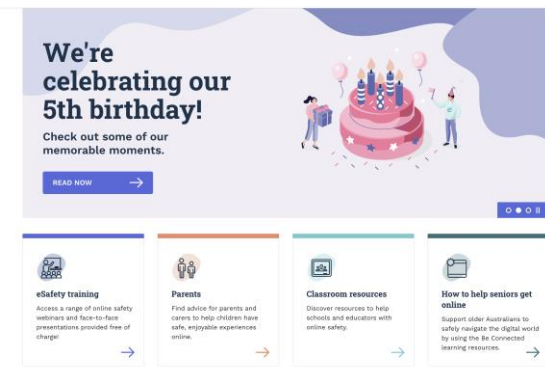 We're
celebrating our
5th birthday!
Check out some of our
memorable moments.
READ NOW
eSafety training
Access a range of online safety
webinars and face-to-face
presentations provided free of
charge!
Parents
Find advice for parents and
carers to help children have
safe, enjoyable experiences
online.
Classroom resources
Discover resources to help
schools and educators with
online safety.
How to help seniors get
online
Support older Australians to
safely navigate the digital world
by using the Be Connected
learning resources.